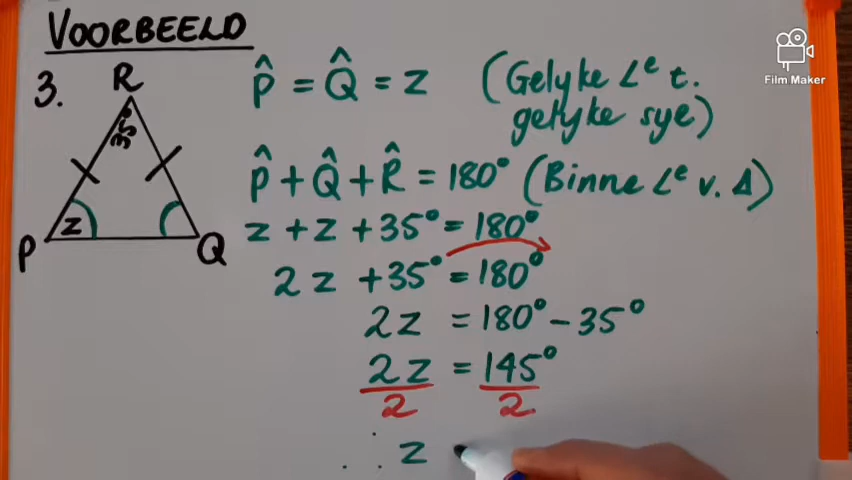 VOORBEELD
3.
R
35°
z
P
Q
P̂ = Q̂ = z (Gelyke ∠e t. gelyke sye)
P̂ + Q̂ + R̂ = 180° (Binne ∠e v. Δ)
z + z + 35° = 180°
2z + 35° = 180°
2z = 180° - 35°
2z/2 = 145°/2
∴ z
Film Maker